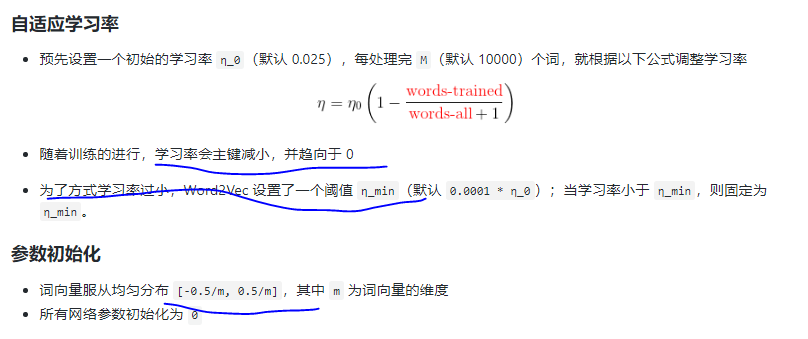 自适应学习率
• 预先设置一个初始的学习率 η_0（默认 0.025），每处理完 M（默认 10000）个词，就根据以下公式调整学习率
η = η₀ (1 − words-trained / (words-all + 1))
• 随着训练的进行，学习率会主键减小，并趋向于 0
• 为了方式学习率过小，Word2Vec 设置了一个阈值 η_min（默认 0.0001 * η_0）；当学习率小于 η_min，则固定为
η_min。
参数初始化
• 词向量服从均匀分布 [-0.5/m, 0.5/m]，其中 m 为词向量的维度
• 所有网络参数初始化为 0